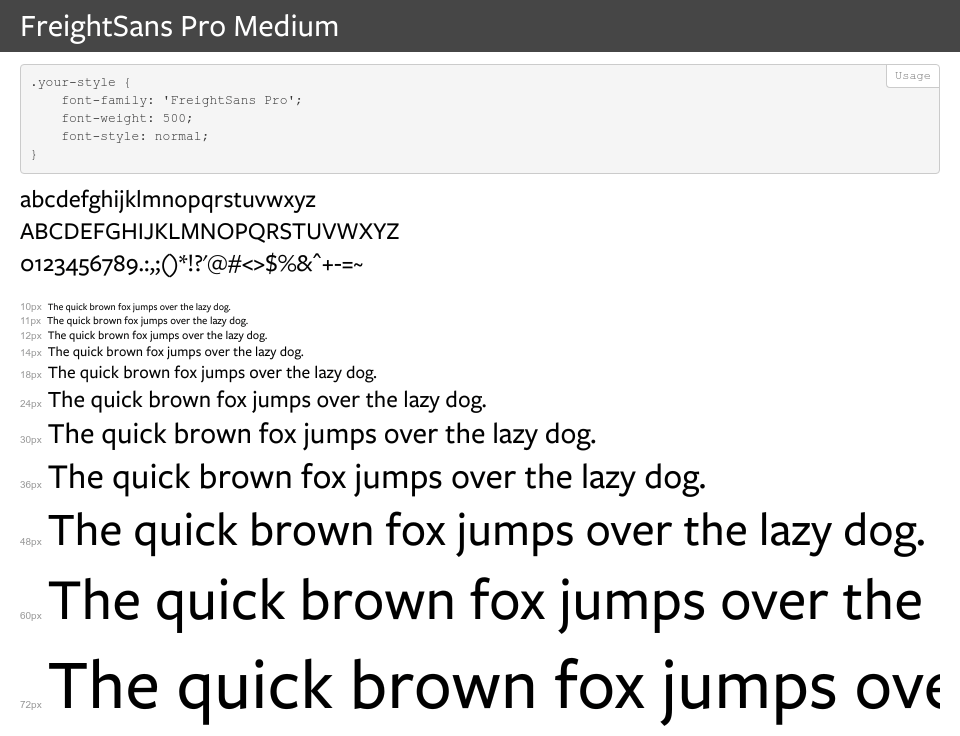 FreightSans Pro Medium
Usage
.your-style {
    font-family: 'FreightSans Pro';
    font-weight: 500;
    font-style: normal;
}
abcdefghijklmnopqrstuvwxyz
ABCDEFGHIJKLMNOPQRSTUVWXYZ
0123456789.:,;()*!?'@#<>$%&^+-=~
10px The quick brown fox jumps over the lazy dog.
11px The quick brown fox jumps over the lazy dog.
12px The quick brown fox jumps over the lazy dog.
14px The quick brown fox jumps over the lazy dog.
18px The quick brown fox jumps over the lazy dog.
24px The quick brown fox jumps over the lazy dog.
30px The quick brown fox jumps over the lazy dog.
36px The quick brown fox jumps over the lazy dog.
48px The quick brown fox jumps over the lazy dog.
60px The quick brown fox jumps over the
72px The quick brown fox jumps ove